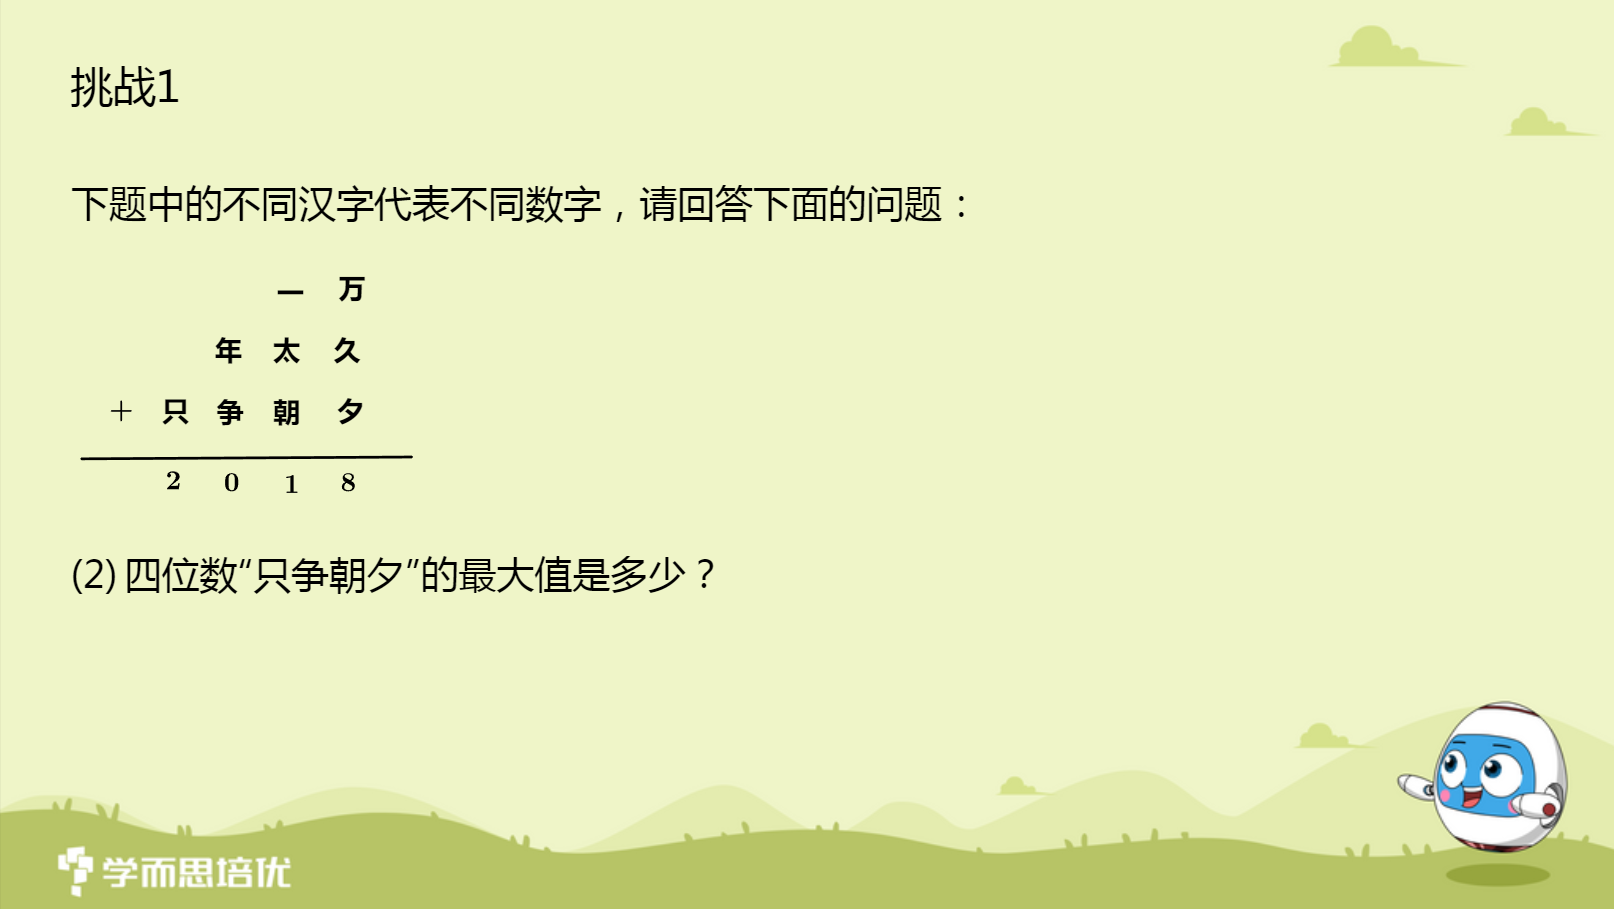 挑战1
下题中的不同汉字代表不同数字，请回答下面的问题：
一 万
年 太 久
+ 只 争 朝 夕
2 0 1 8
(2) 四位数“只争朝夕”的最大值是多少？
学而思培优